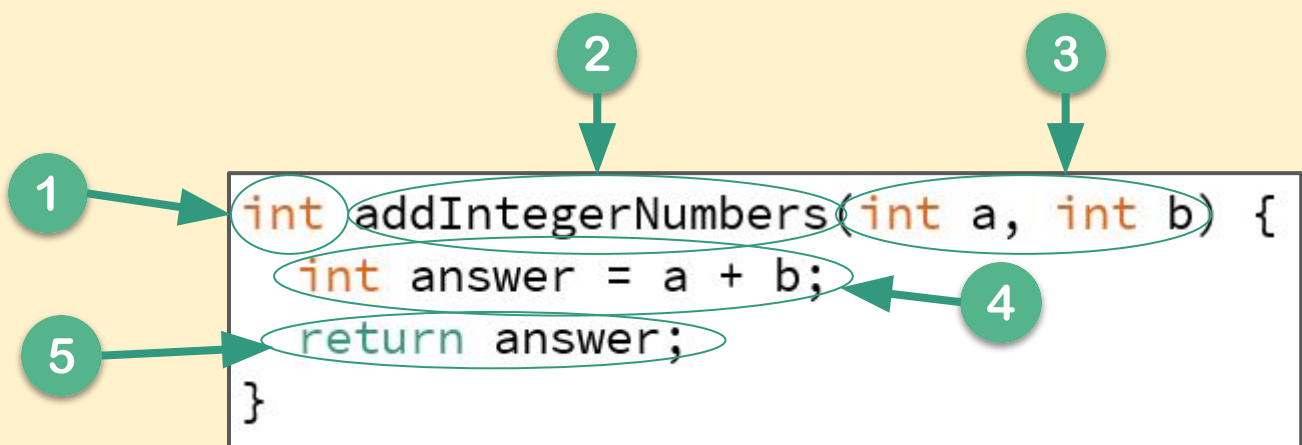 2
3
1
int addIntegerNumbers(int a, int b) {
int answer = a + b;
4
return answer;
5
}